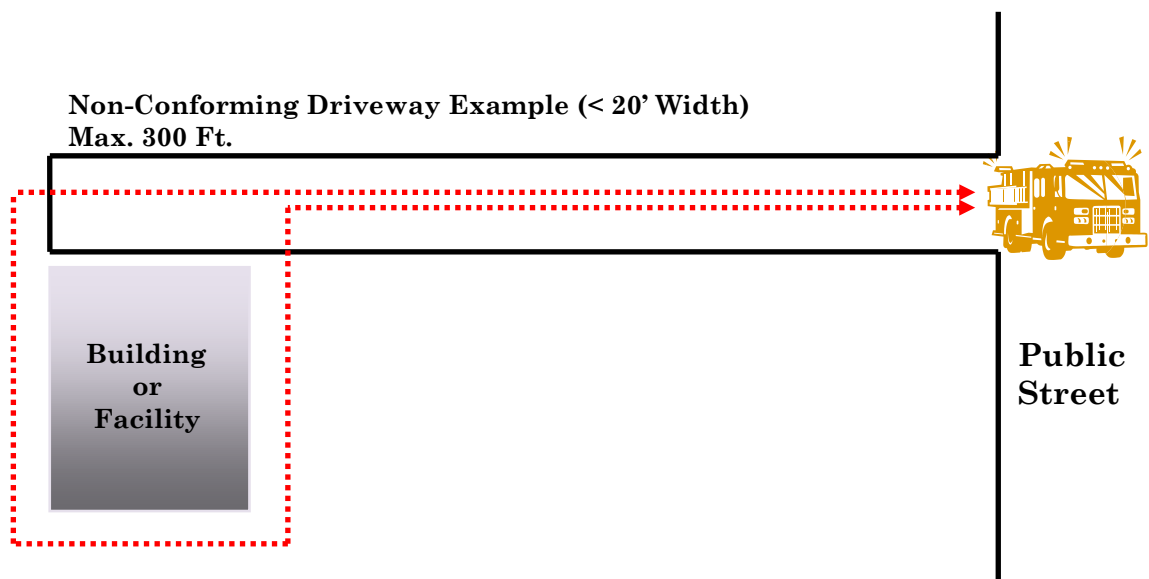 Non-Conforming Driveway Example (< 20’ Width)
Max. 300 Ft.
Building
or
Facility
Public
Street